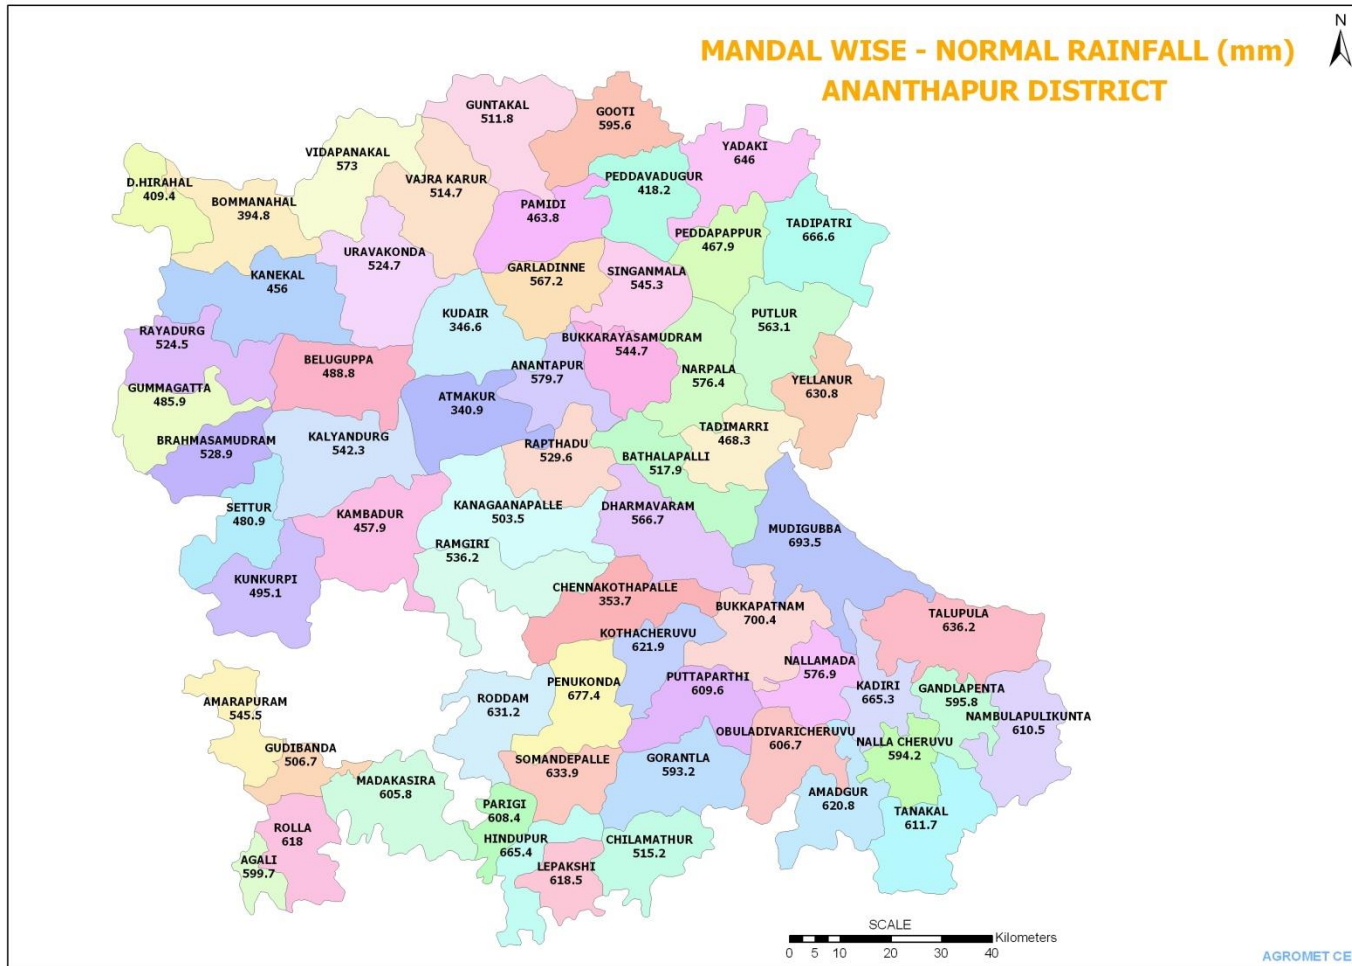 N
MANDAL WISE - NORMAL RAINFALL (mm)
ANANTHAPUR DISTRICT
GUNTAKAL
511.8
GOOTI
595.6
YADAKI
646
VIDAPANAKAL
573
VAJRA KARUR
514.7
PEDDAVADUGUR
418.2
D.HIRAHAL
409.4
BOMMANAHAL
394.8
PAMIDI
463.8
TADIPATRI
666.6
PEDDAPAPPUR
467.9
URAVAKONDA
524.7
KANEKAL
456
GARLADINNE
567.2
SINGANMALA
545.3
KUDAIR
346.6
PUTLUR
563.1
RAYADURG
524.5
BUKKARAYASAMUDRAM
544.7
BELUGUPPA
488.8
ANANTAPUR
579.7
NARPALA
576.4
YELLANUR
630.8
GUMMAGATTA
485.9
ATMAKUR
340.9
TADIMARRI
468.3
BRAHMASAMUDRAM
528.9
KALYANDURG
542.3
RAPTHADU
529.6
BATHALAPALLI
517.9
SETTUR
480.9
KAMBADUR
457.9
KANAGAANAPALLE
503.5
DHARMAVARAM
566.7
MUDIGUBBA
693.5
RAMGIRI
536.2
KUNKURPI
495.1
CHENNAKOTHAPALLE
353.7
BUKKAPATNAM
700.4
TALUPULA
636.2
KOTHACHERUVU
621.9
NALLAMADA
576.9
PENUKONDA
677.4
PUTTAPARTHI
609.6
KADIRI
665.3
GANDLAPENTA
595.8
AMARAPURAM
545.5
RODDAM
631.2
NAMBULAPULIKUNTA
610.5
OBULADIVARICHERUVU
606.7
NALLA CHERUVU
594.2
GUDIBANDA
506.7
SOMANDEPALLE
633.9
GORANTLA
593.2
MADAKASIRA
605.8
AMADGUR
620.8
PARIGI
608.4
TANAKAL
611.7
ROLLA
618
HINDUPUR
665.4
CHILAMATHUR
515.2
AGALI
599.7
LEPAKSHI
618.5
SCALE
Kilometers
0 5 10 20 30 40
AGROMET CE